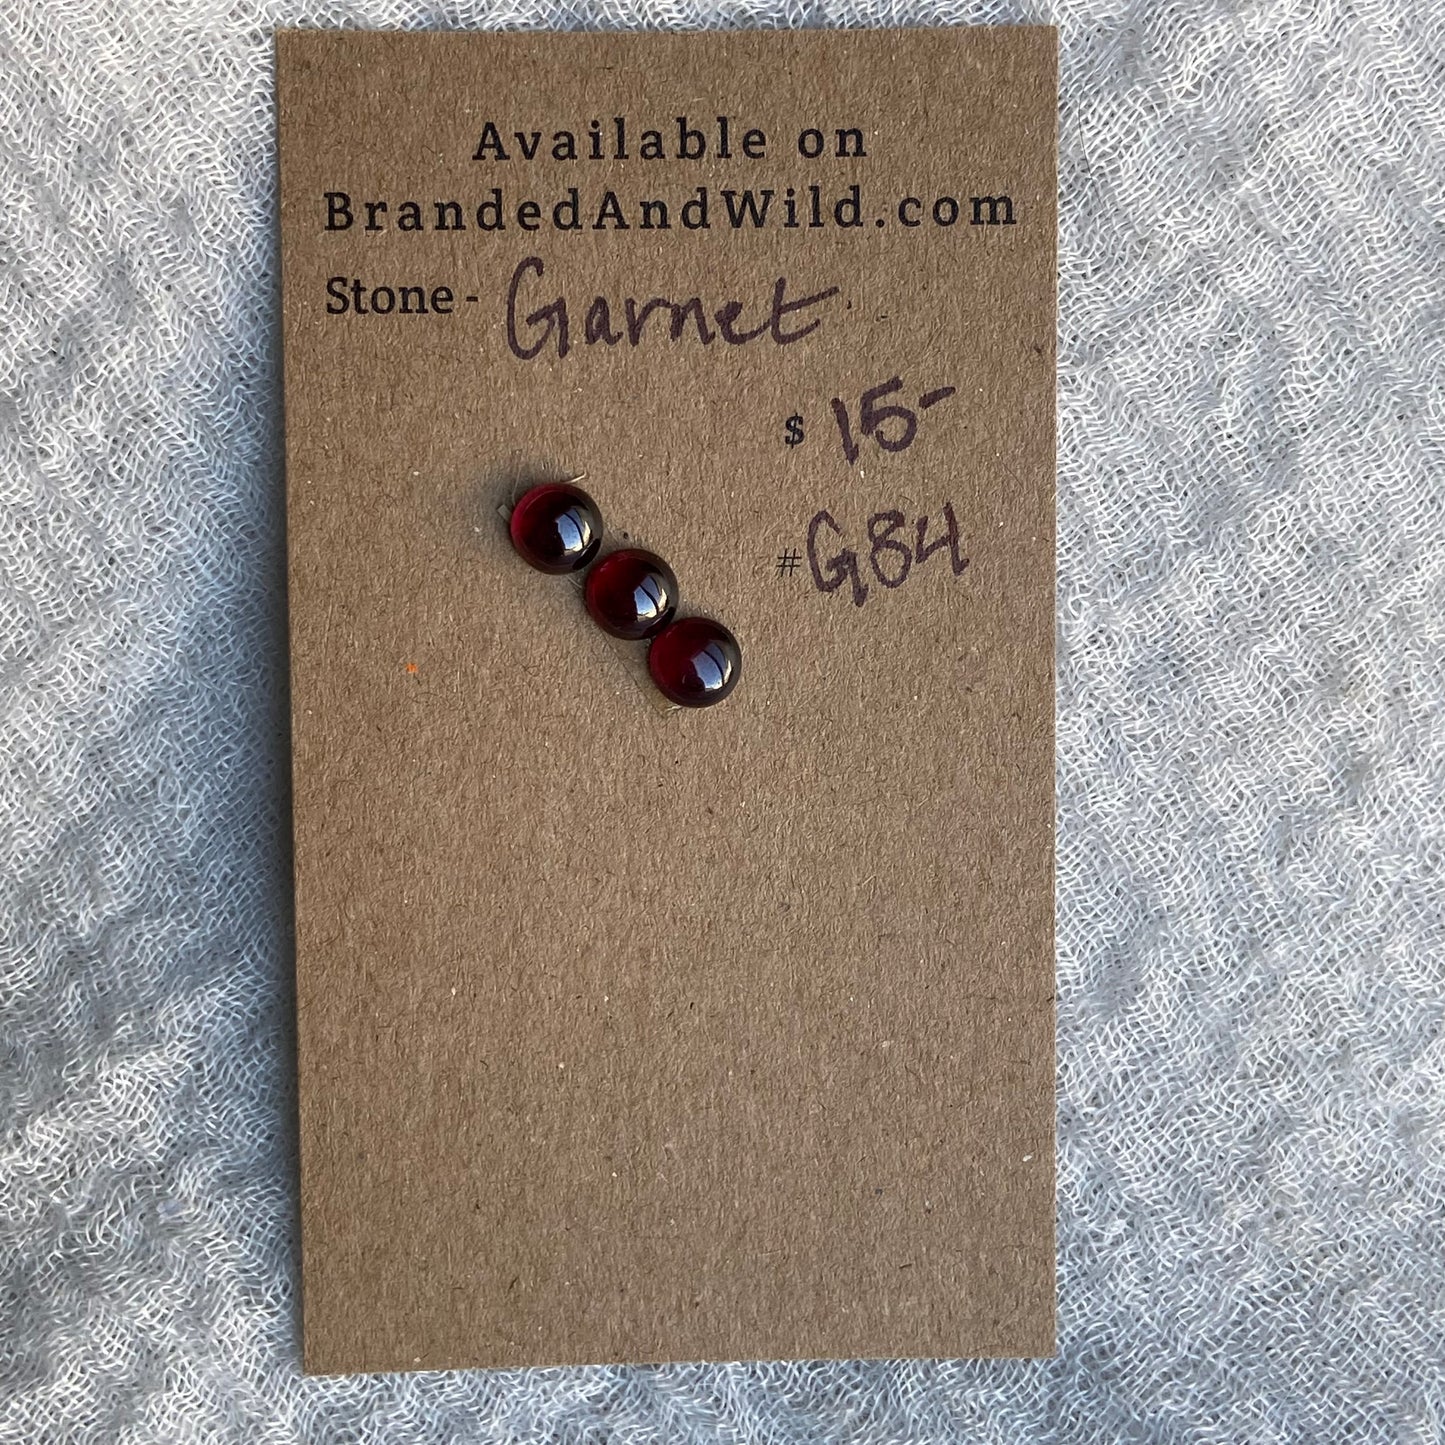 Available on
BrandedAndWild.com
Stone - Garnet
$ 15-
# G84